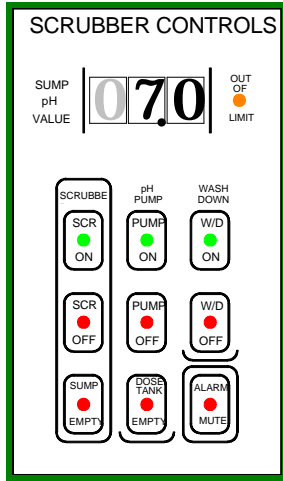 SCRUBBER CONTROLS
SUMP
pH
VALUE
07.0
OUT
OF
LIMIT
SCRUBBE
pH
PUMP
WASH
DOWN
SCR
ON
PUMP
ON
W/D
ON
SCR
OFF
PUMP
OFF
W/D
OFF
SUMP
EMPTY
DOSE
TANK
EMPTY
ALARM
MUTE